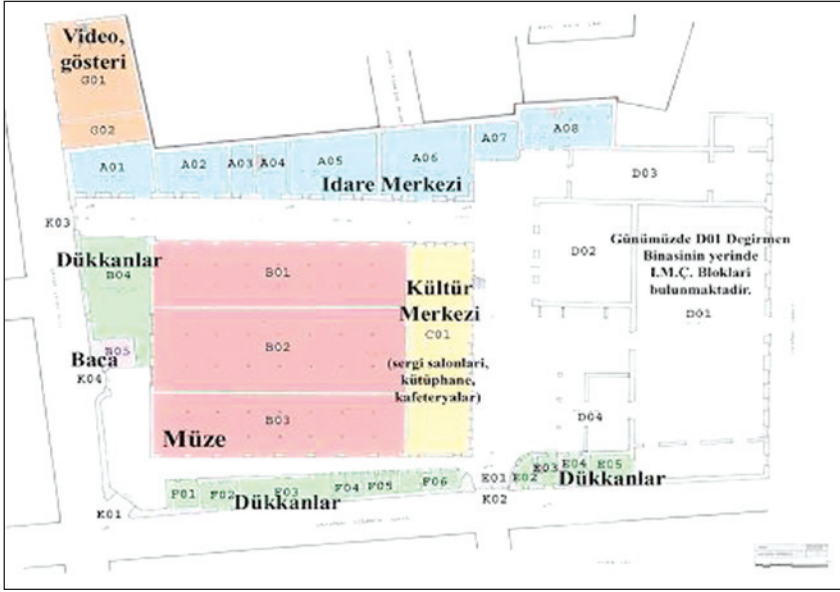 Video,
gösteri
G01
G02
A01
A02
A03
A04
A05
A06
A07
A08
Idare Merkezi
D03
K03
Dükkanlar
B04
B01
Kültür
Merkezi
C01
D02
Günümüzde D01 Degirmen
Binasinin yerinde
I.M.Ç. Bloklari
bulunmaktadir.
D01
Baca
B05
K04
B02
(sergi salonlari,
kütüphane,
kafeteryalar)
D04
Müze
B03
F01
F02
F03
F04
F05
F06
Dükkanlar
E01
E02
E03
E04
E05
Dükkanlar
K01
K02